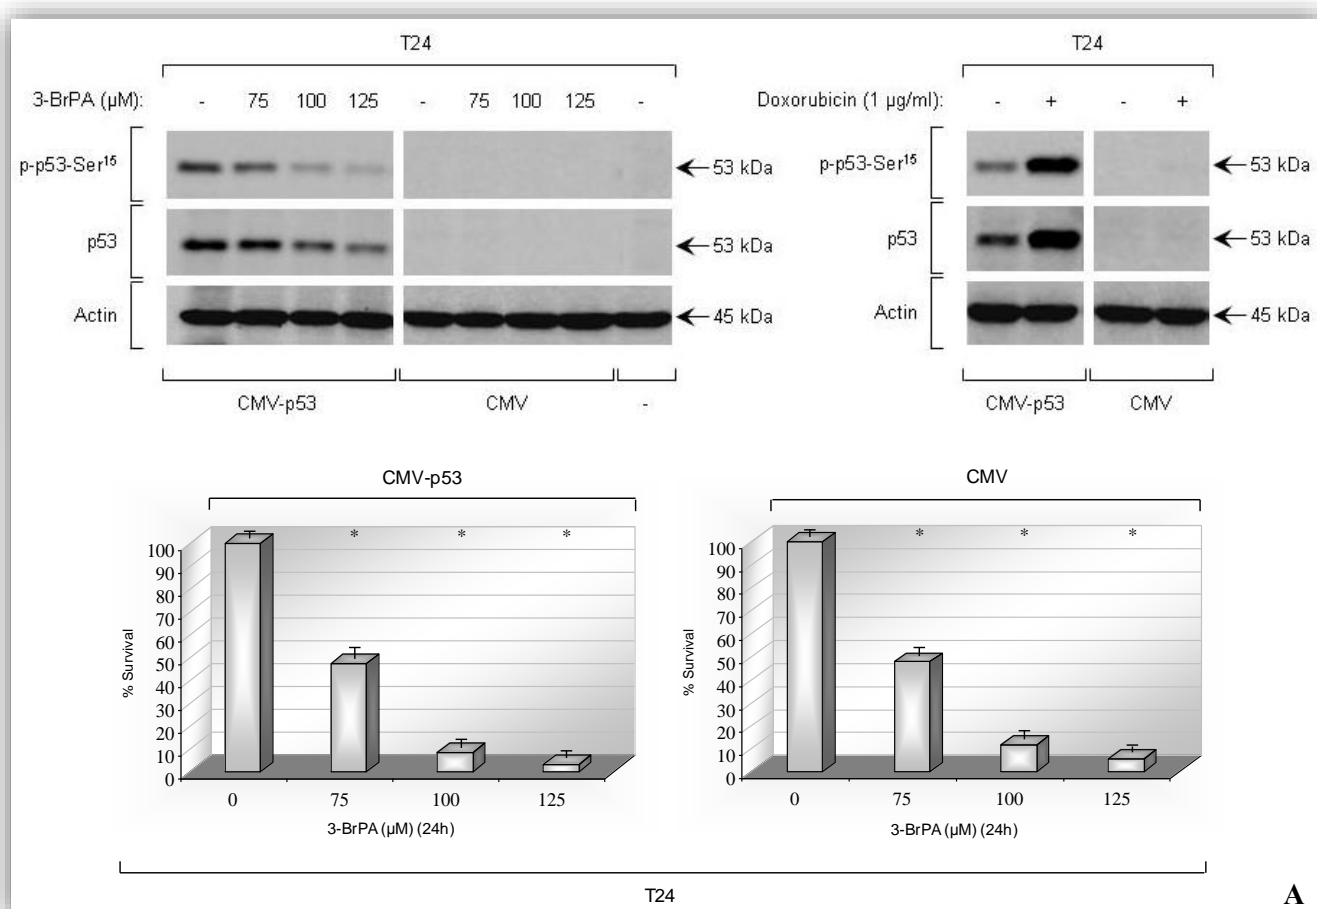 T24
3-BrPA (µM): - 75 100 125 - 75 100 125 -
p-p53-Ser¹⁵ 53 kDa
p53 53 kDa
Actin 45 kDa
CMV-p53 CMV -
T24
Doxorubicin (1 µg/ml): - + - +
p-p53-Ser¹⁵ 53 kDa
p53 53 kDa
Actin 45 kDa
CMV-p53 CMV
CMV-p53
* * *
100
90
80
70
60
50
40
30
20
10
0
% Survival
0 75 100 125
3-BrPA (µM) (24h)
CMV
* * *
100
90
80
70
60
50
40
30
20
10
0
% Survival
0 75 100 125
3-BrPA (µM) (24h)
T24
A